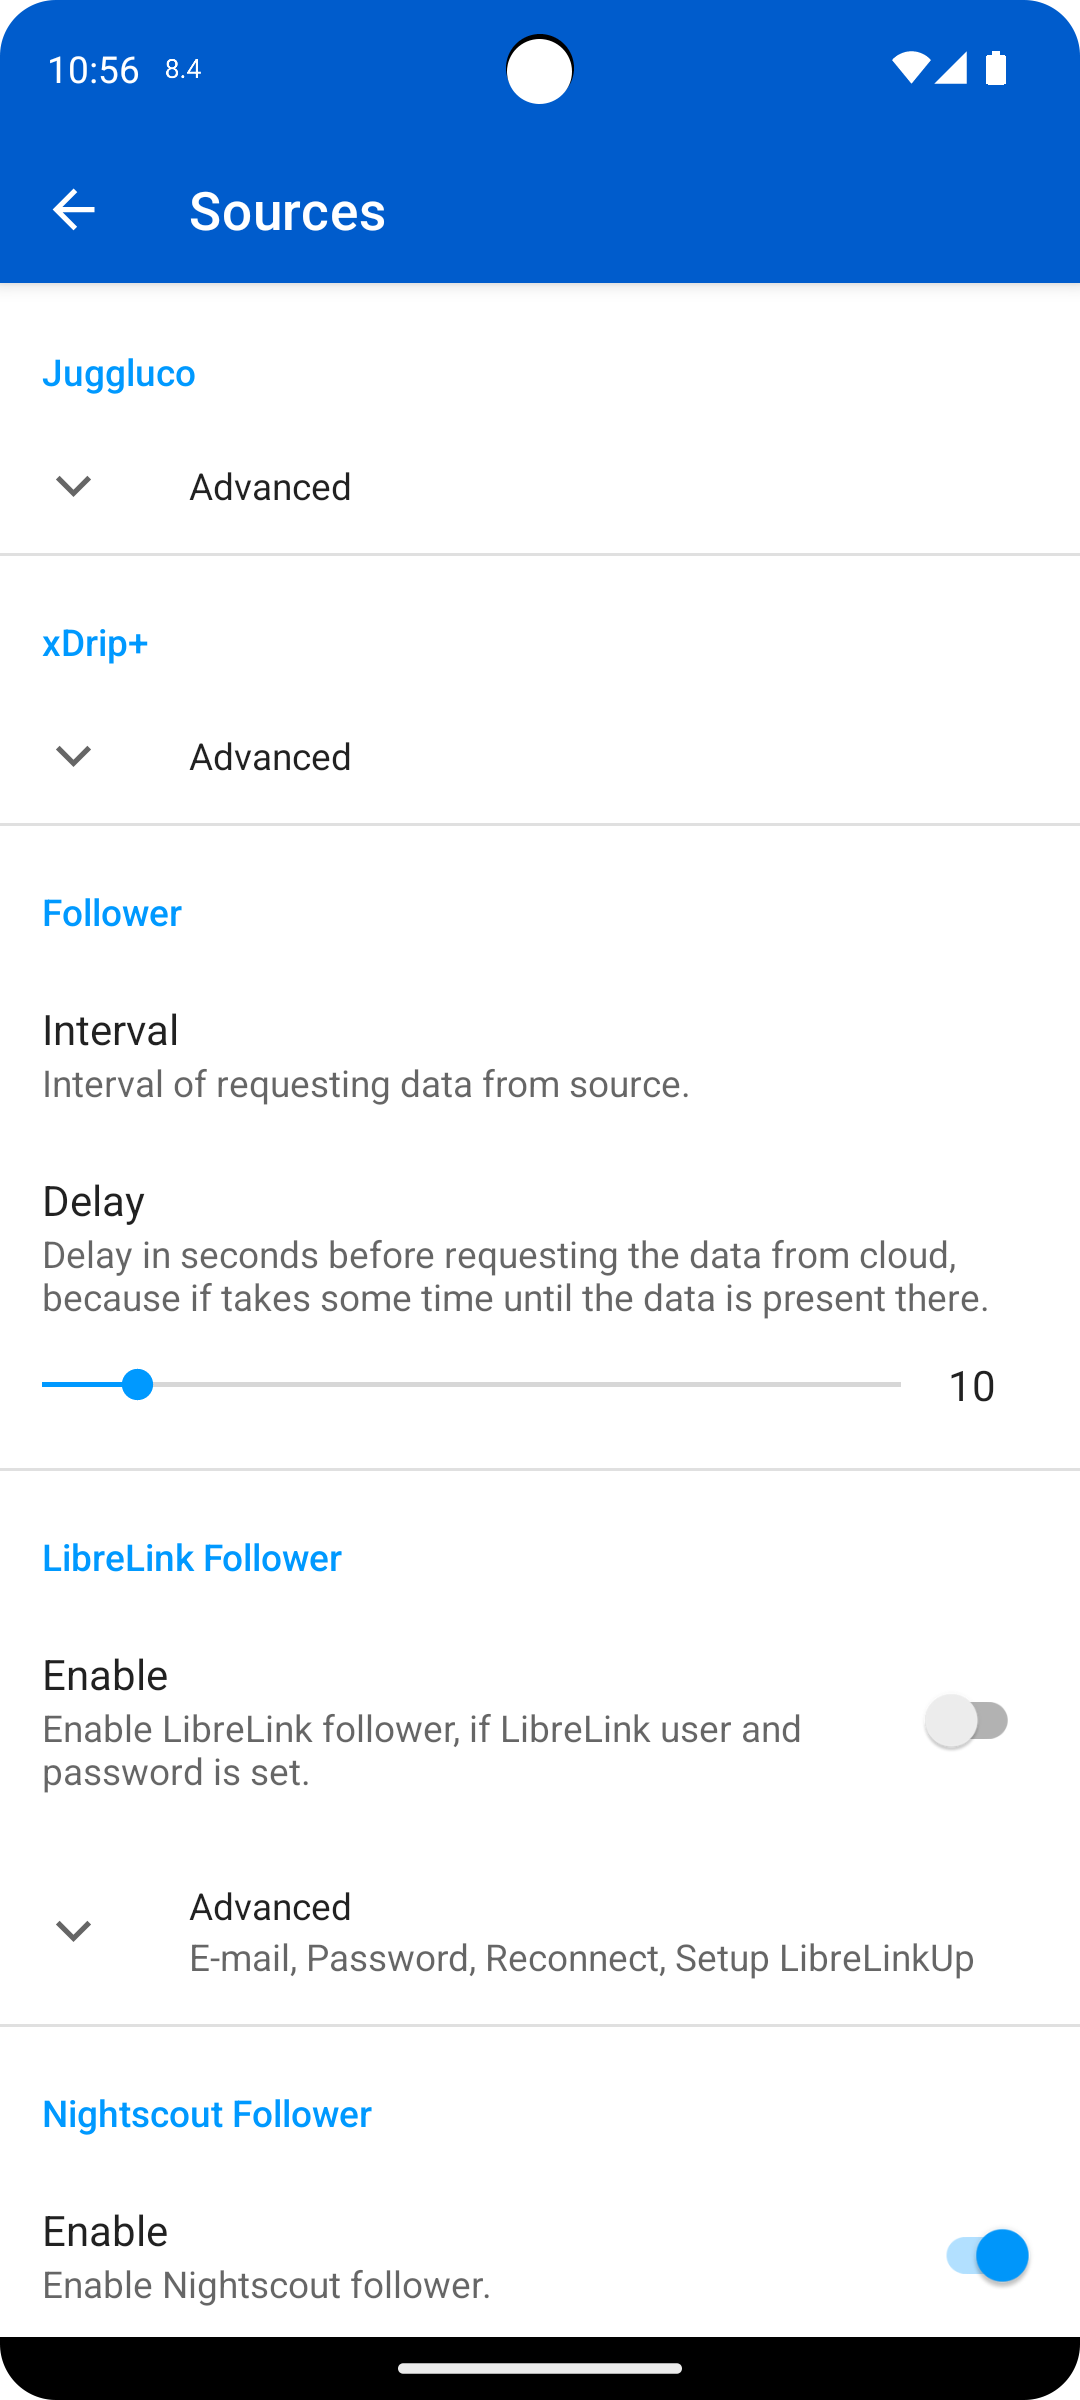 10:56 8.4
Sources
Juggluco
Advanced
xDrip+
Advanced
Follower
Interval
Interval of requesting data from source.
Delay
Delay in seconds before requesting the data from cloud,
because if takes some time until the data is present there.
10
LibreLink Follower
Enable
Enable LibreLink follower, if LibreLink user and
password is set.
Advanced
E-mail, Password, Reconnect, Setup LibreLinkUp
Nightscout Follower
Enable
Enable Nightscout follower.